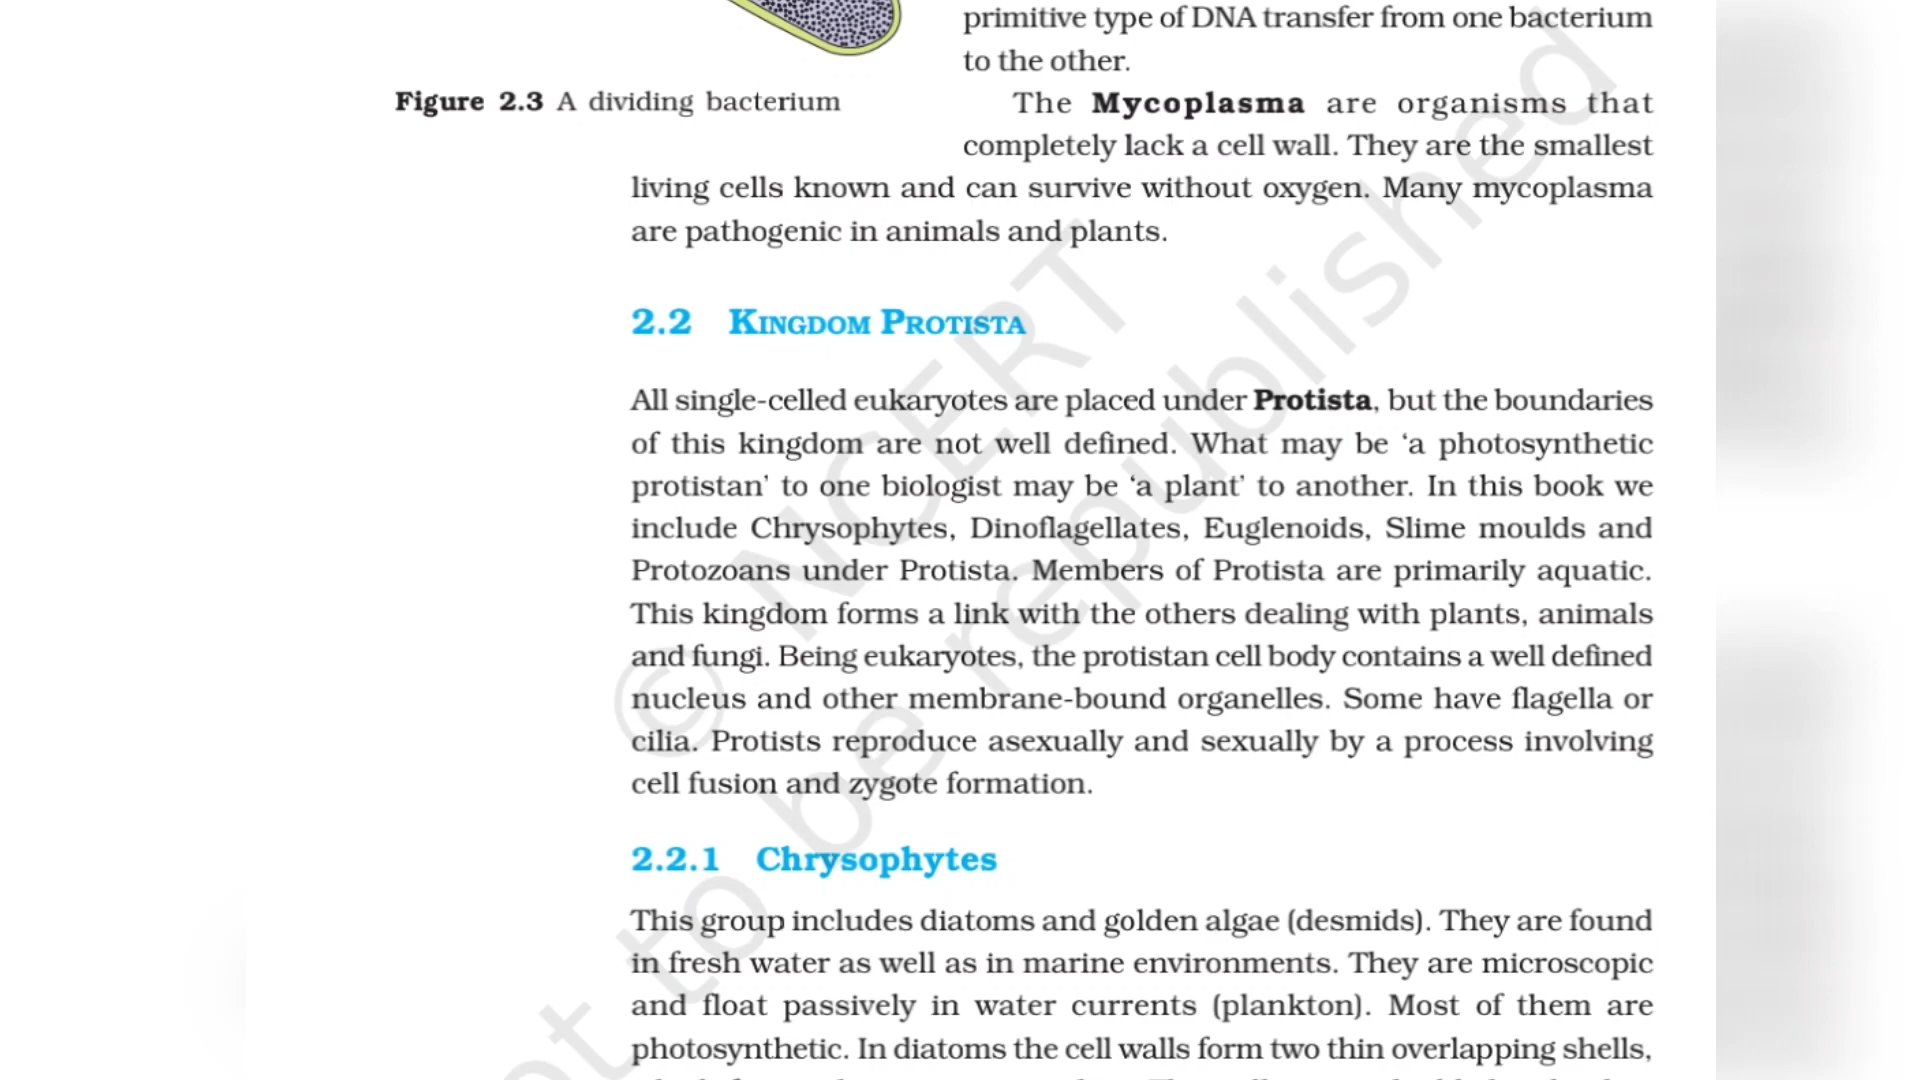 primitive type of DNA transfer from one bacterium
to the other.
Figure 2.3 A dividing bacterium
The Mycoplasma are organisms that
completely lack a cell wall. They are the smallest
living cells known and can survive without oxygen. Many mycoplasma
are pathogenic in animals and plants.
2.2 KINGDOM PROTISTA
All single-celled eukaryotes are placed under Protista, but the boundaries
of this kingdom are not well defined. What may be ‘a photosynthetic
protistan’ to one biologist may be ‘a plant’ to another. In this book we
include Chrysophytes, Dinoflagellates, Euglenoids, Slime moulds and
Protozoans under Protista. Members of Protista are primarily aquatic.
This kingdom forms a link with the others dealing with plants, animals
and fungi. Being eukaryotes, the protistan cell body contains a well defined
nucleus and other membrane-bound organelles. Some have flagella or
cilia. Protists reproduce asexually and sexually by a process involving
cell fusion and zygote formation.
2.2.1 Chrysophytes
This group includes diatoms and golden algae (desmids). They are found
in fresh water as well as in marine environments. They are microscopic
and float passively in water currents (plankton). Most of them are
photosynthetic. In diatoms the cell walls form two thin overlapping shells,
© NCERT
to be republished